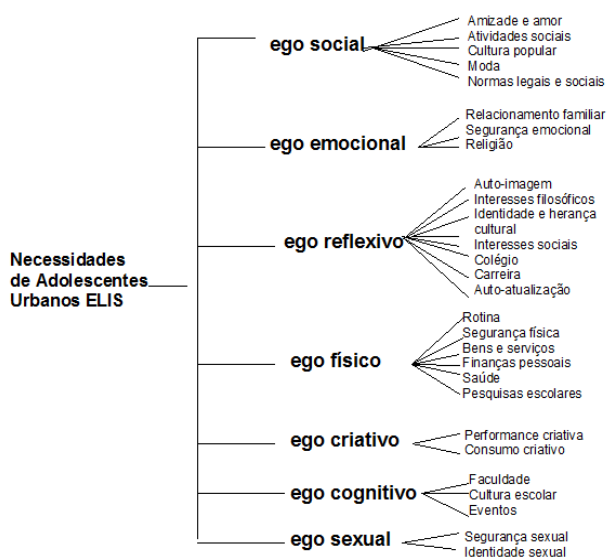 Necessidades
de Adolescentes
Urbanos ELIS
ego social
Amizade e amor
Atividades sociais
Cultura popular
Moda
Normas legais e sociais
ego emocional
Relacionamento familiar
Segurança emocional
Religião
ego reflexivo
Auto-imagem
Interesses filosóficos
Identidade e herança
cultural
Interesses sociais
Colégio
Carreira
Auto-atualização
ego físico
Rotina
Segurança física
Bens e serviços
Finanças pessoais
Saúde
Pesquisas escolares
ego criativo
Performance criativa
Consumo criativo
ego cognitivo
Faculdade
Cultura escolar
Eventos
ego sexual
Segurança sexual
Identidade sexual